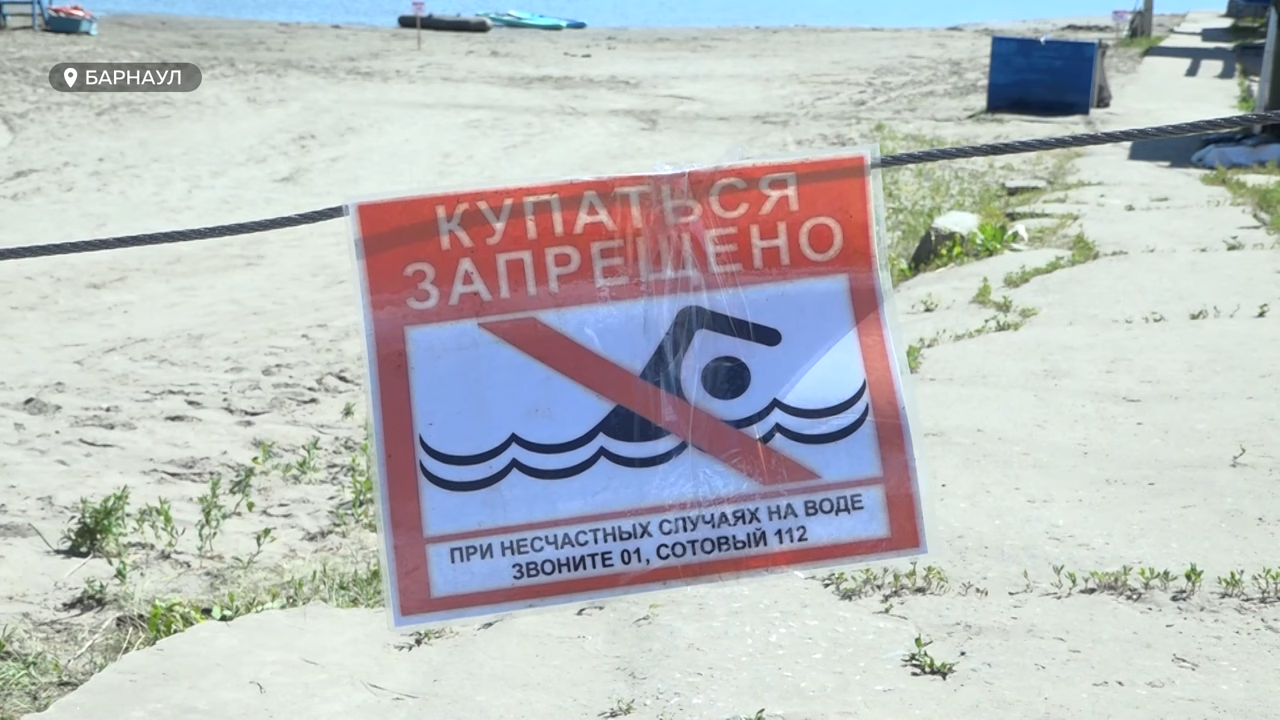 БАРНАУЛ
КУПАТЬСЯ
ЗАПРЕЩЕНО
ПРИ НЕСЧАСТНЫХ СЛУЧАЯХ НА ВОДЕ
ЗВОНИТЕ 01, СОТОВЫЙ 112